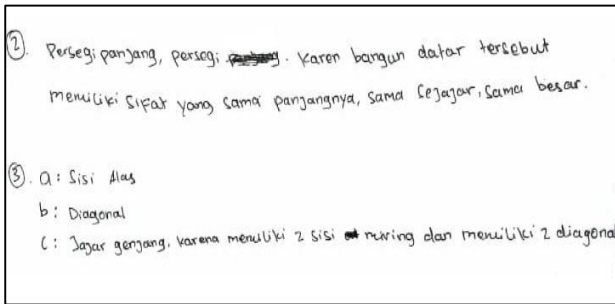 2. Persegi panjang, persegi. Karen bangun datar tersebut
memiliki sifat yang sama panjangnya, sama sejajar, sama besar.
3. a: Sisi Alas
b: Diagonal
c: Jajar genjang, karena memiliki 2 sisi miring dan memiliki 2 diagonal